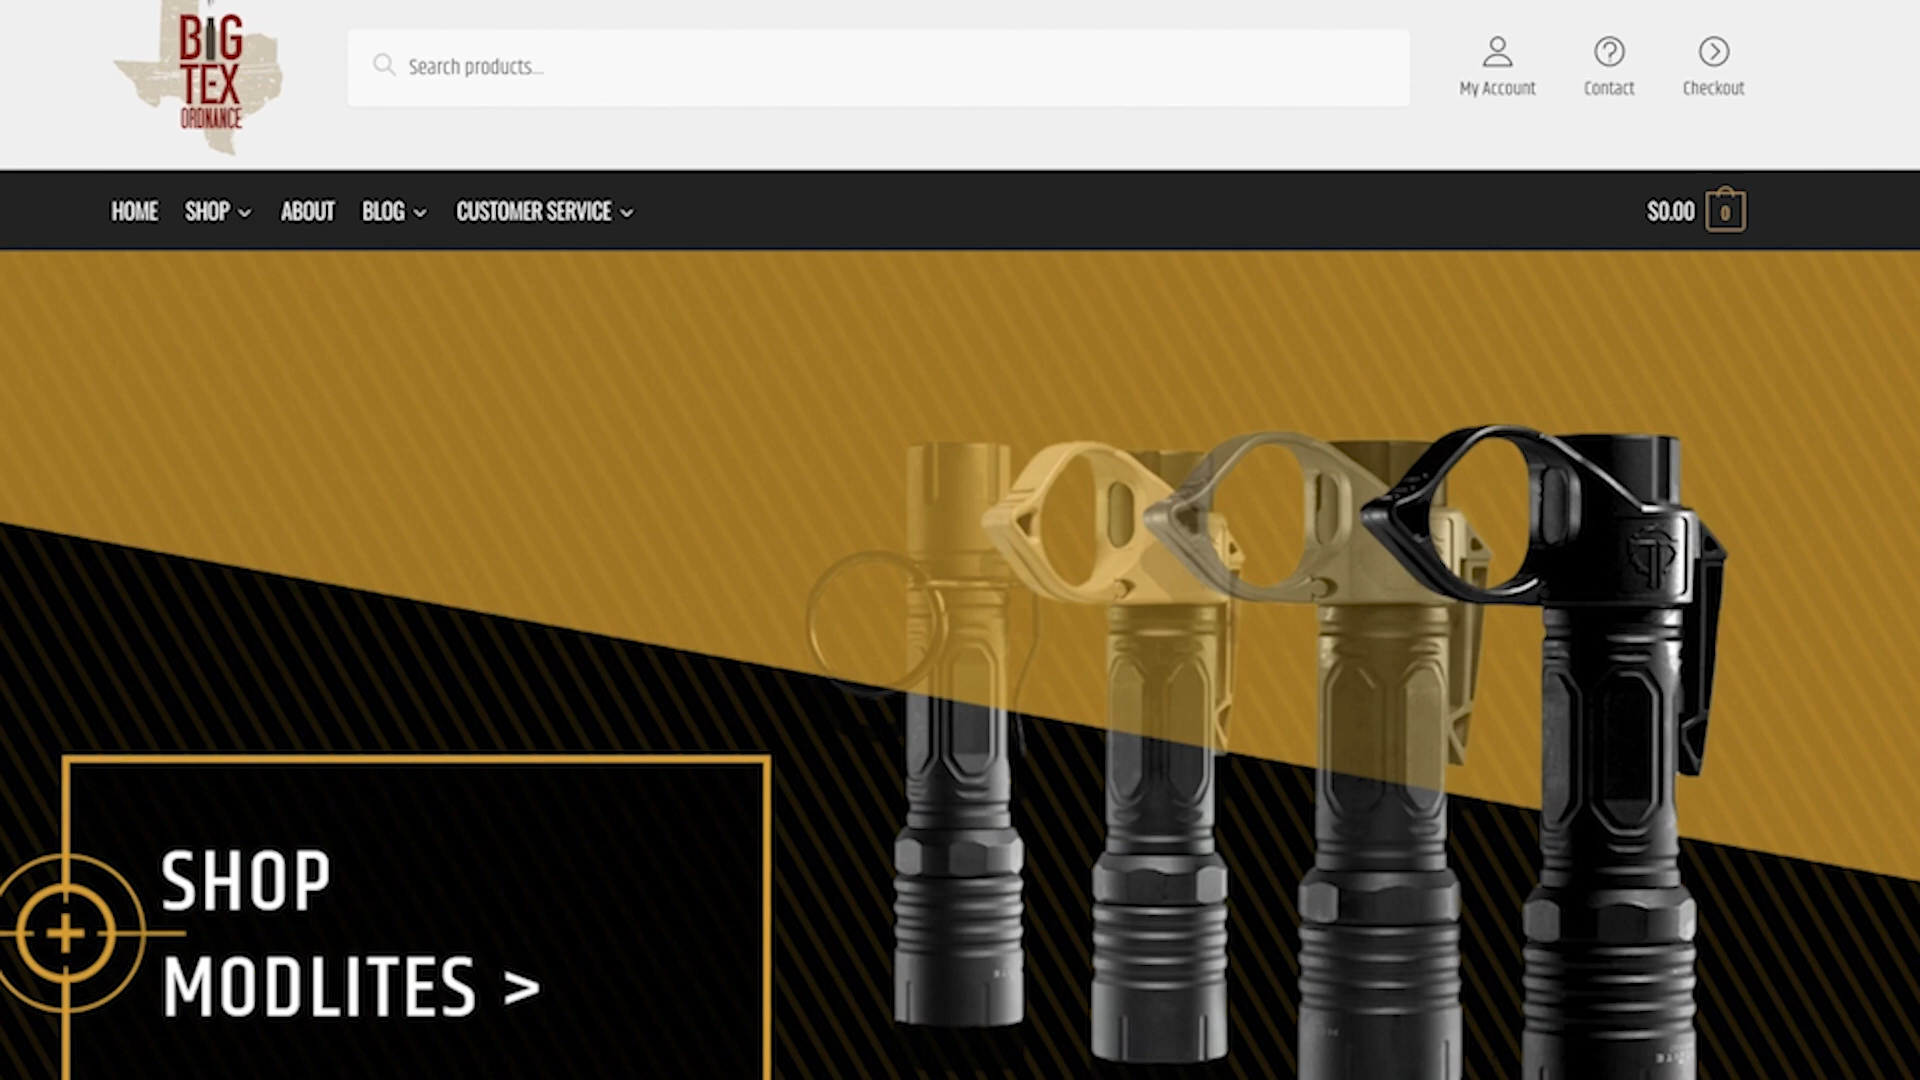 BIG
TEX
ORDNANCE
Search products...
My Account
Contact
Checkout
HOME
SHOP
ABOUT
BLOG
CUSTOMER SERVICE
$0.00
0
SHOP
MODLITES >